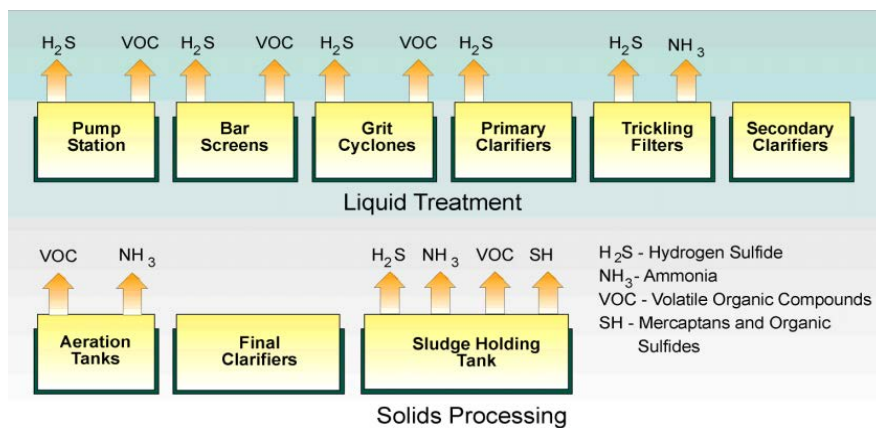 H2S VOC H2S VOC H2S VOC H2S H2S NH3
Pump
Station
Bar
Screens
Grit
Cyclones
Primary
Clarifiers
Trickling
Filters
Secondary
Clarifiers
Liquid Treatment
VOC NH3 H2S NH3 VOC SH
Aeration
Tanks
Final
Clarifiers
Sludge Holding
Tank
H2S - Hydrogen Sulfide
NH3- Ammonia
VOC - Volatile Organic Compounds
SH - Mercaptans and Organic
Sulfides
Solids Processing